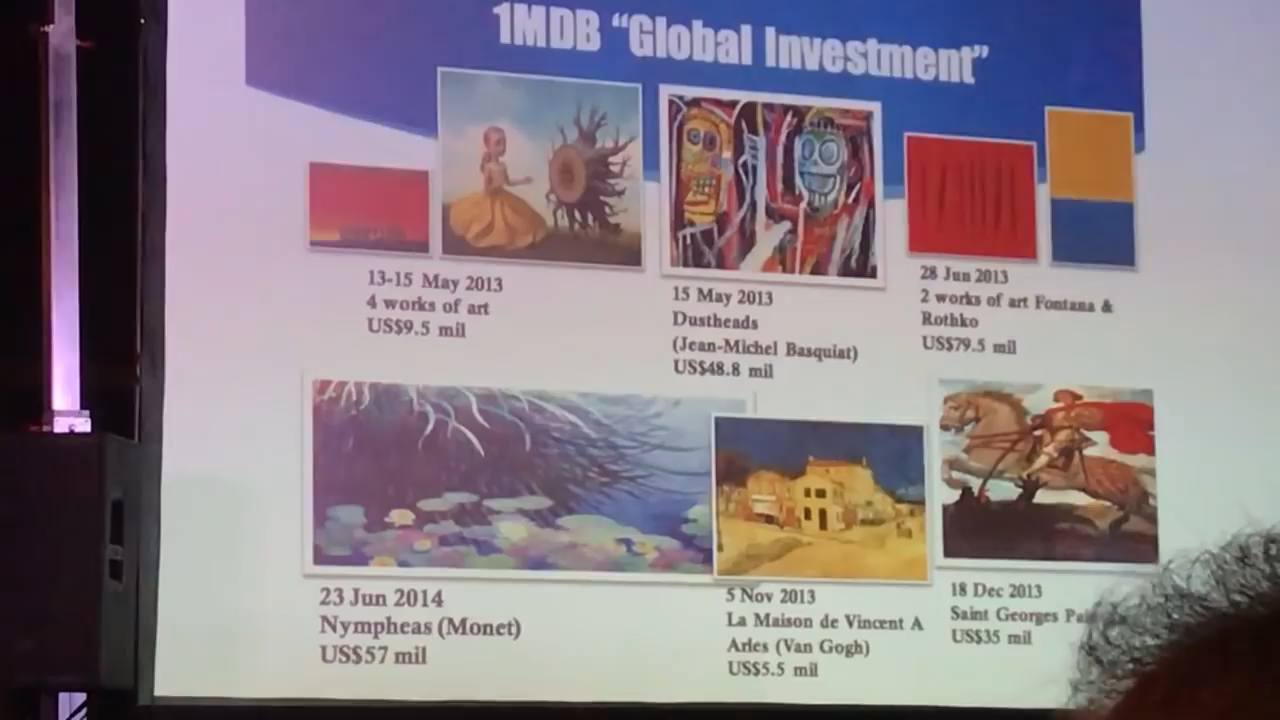 1MDB “Global Investment”
13-15 May 2013
4 works of art
US$9.5 mil
15 May 2013
Dustheads
(Jean-Michel Basquiat)
US$48.8 mil
28 Jun 2013
2 works of art Fontana &
Rothko
US$79.5 mil
23 Jun 2014
Nympheas (Monet)
US$57 mil
5 Nov 2013
La Maison de Vincent A
Arles (Van Gogh)
US$5.5 mil
18 Dec 2013
Saint Georges
US$35 mil